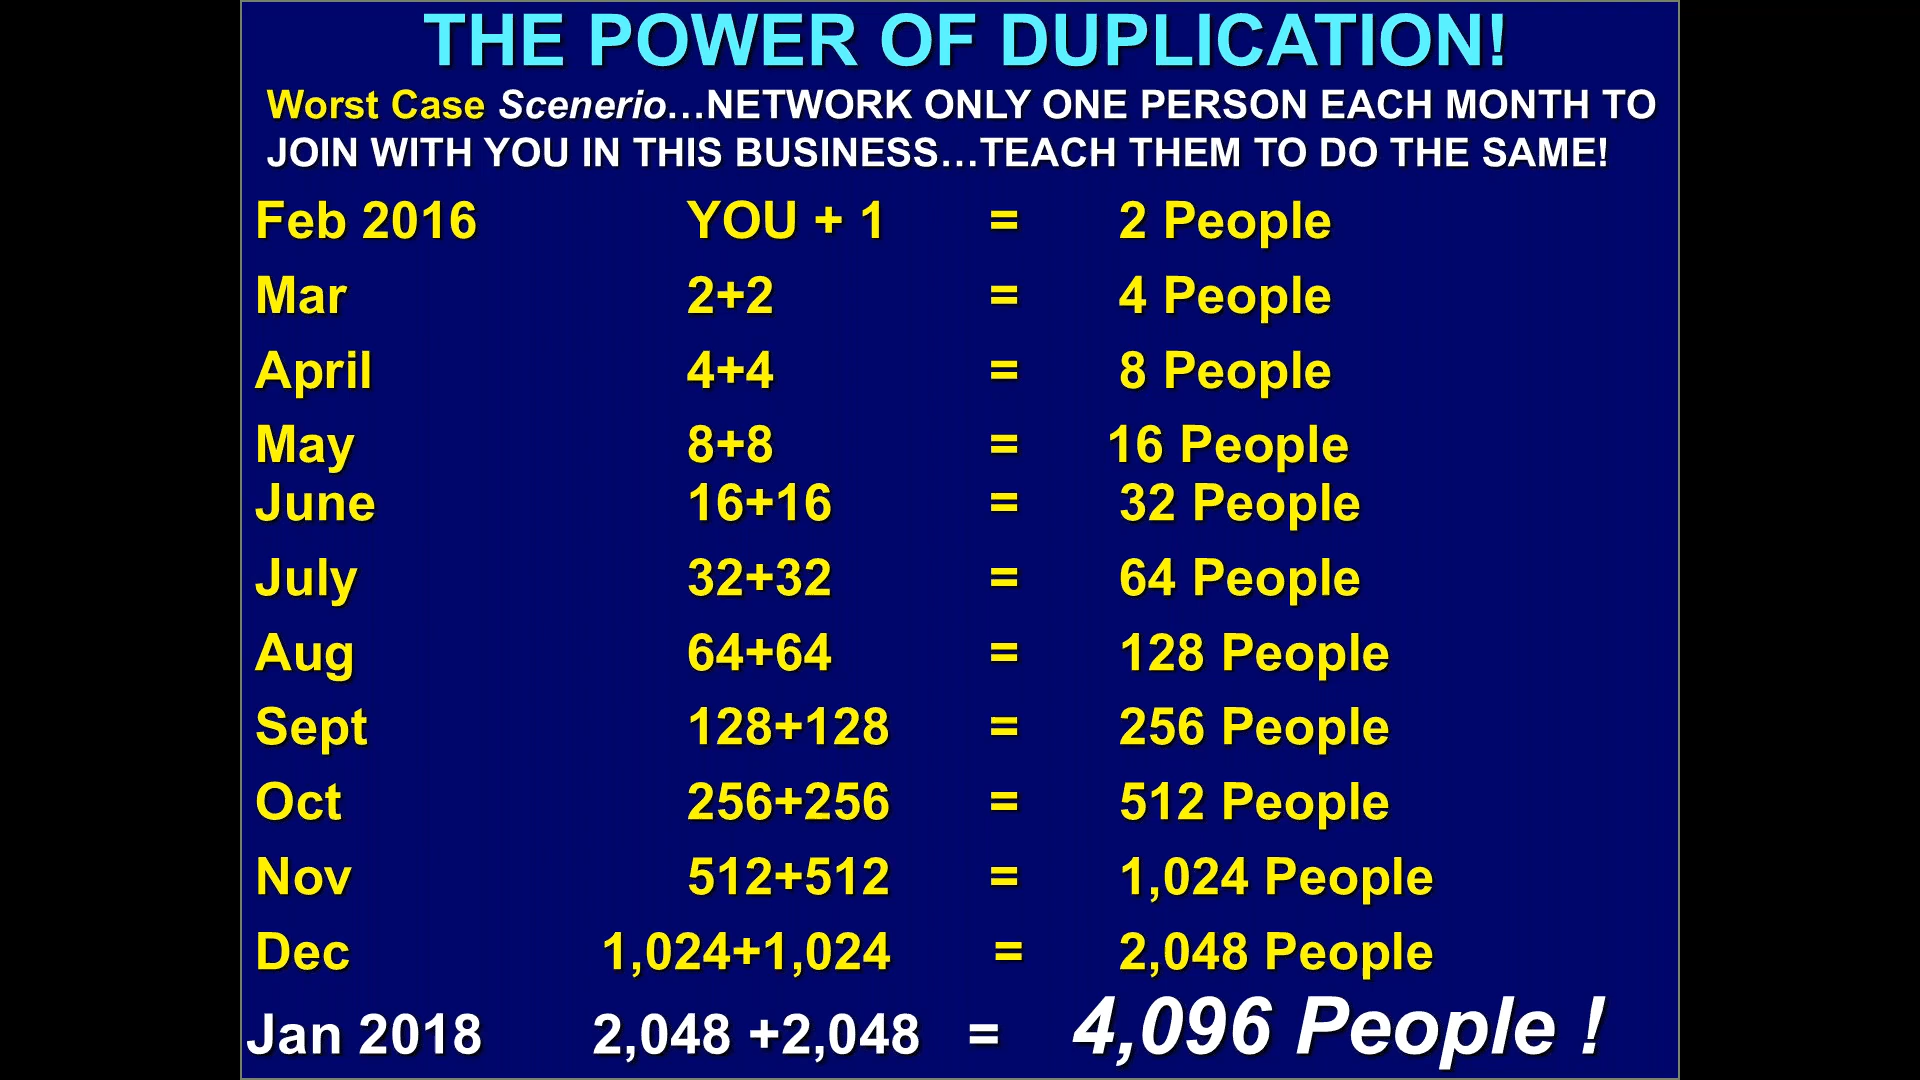 THE POWER OF DUPLICATION!
Worst Case Scenerio…NETWORK ONLY ONE PERSON EACH MONTH TO
JOIN WITH YOU IN THIS BUSINESS…TEACH THEM TO DO THE SAME!
Feb 2016 YOU + 1 = 2 People
Mar 2+2 = 4 People
April 4+4 = 8 People
May 8+8 = 16 People
June 16+16 = 32 People
July 32+32 = 64 People
Aug 64+64 = 128 People
Sept 128+128 = 256 People
Oct 256+256 = 512 People
Nov 512+512 = 1,024 People
Dec 1,024+1,024 = 2,048 People
Jan 2018 2,048 +2,048 = 4,096 People !